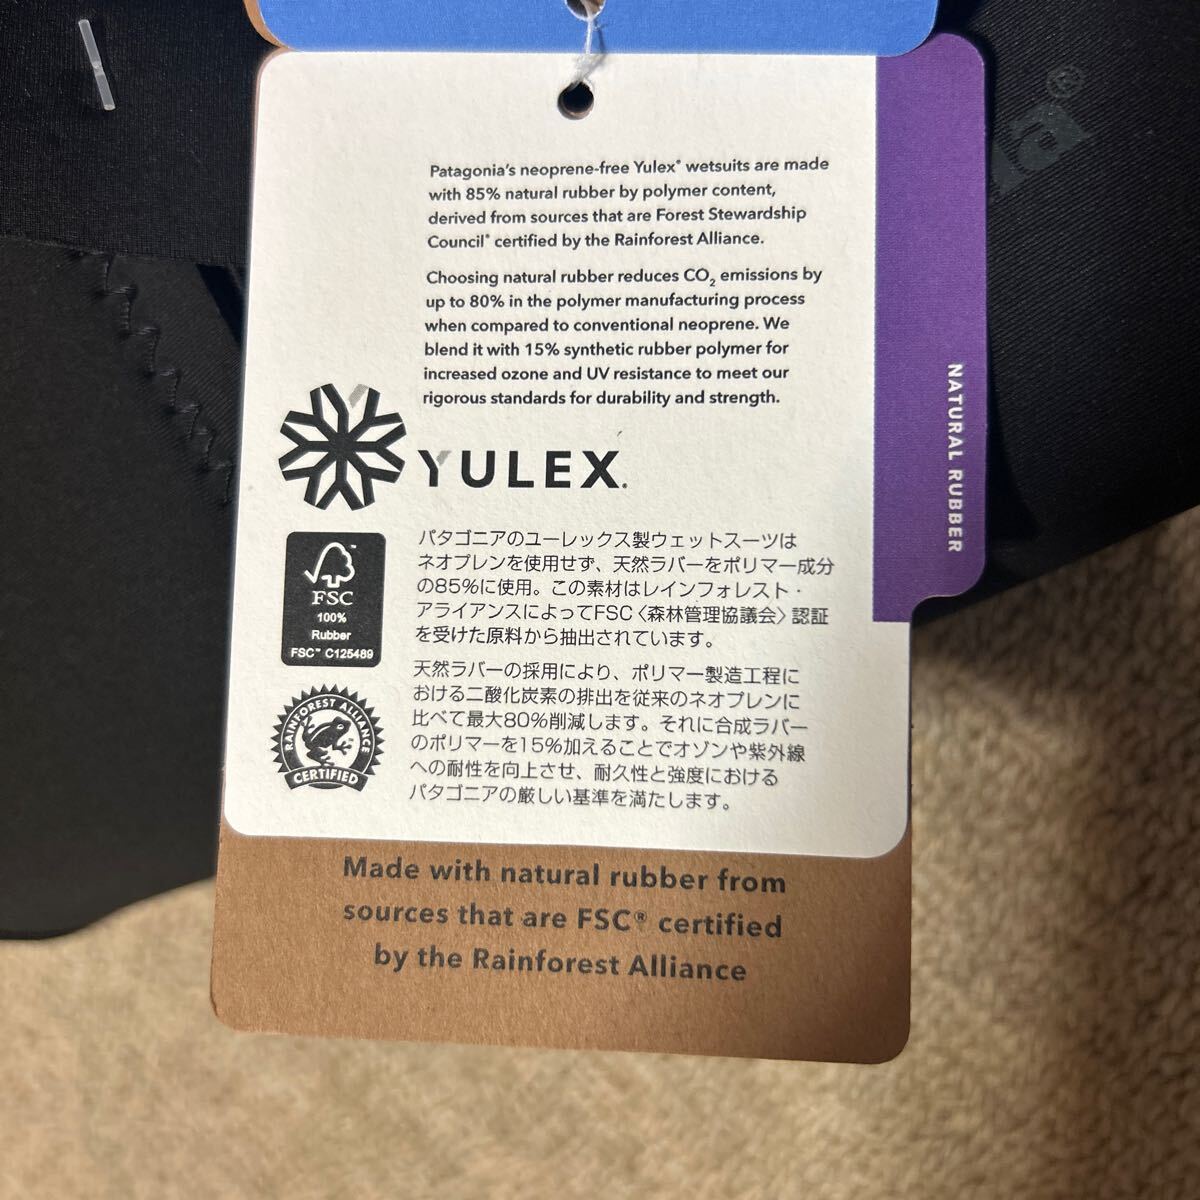 Patagonia's neoprene-free Yulex® wetsuits are made
with 85% natural rubber by polymer content,
derived from sources that are Forest Stewardship
Council® certified by the Rainforest Alliance.
Choosing natural rubber reduces CO₂ emissions by
up to 80% in the polymer manufacturing process
when compared to conventional neoprene. We
blend it with 15% synthetic rubber polymer for
increased ozone and UV resistance to meet our
rigorous standards for durability and strength.
YULEX.
パタゴニアのユーレックス製ウェットスーツは
ネオプレンを使用せず、天然ラバーをポリマー成分
の85%に使用。この素材はレインフォレスト・
アライアンスによってFSC〈森林管理協議会〉認証
を受けた原料から抽出されています。
天然ラバーの採用により、ポリマー製造工程に
おける二酸化炭素の排出を従来のネオプレンに
比べて最大80%削減します。それに合成ラバー
のポリマーを15%加えることでオゾンや紫外線
への耐性を向上させ、耐久性と強度における
パタゴニアの厳しい基準を満たします。
FSC
100%
Rubber
FSC™ C125489
RAINFOREST ALLIANCE
CERTIFIED
NATURAL RUBBER
Made with natural rubber from
sources that are FSC® certified
by the Rainforest Alliance